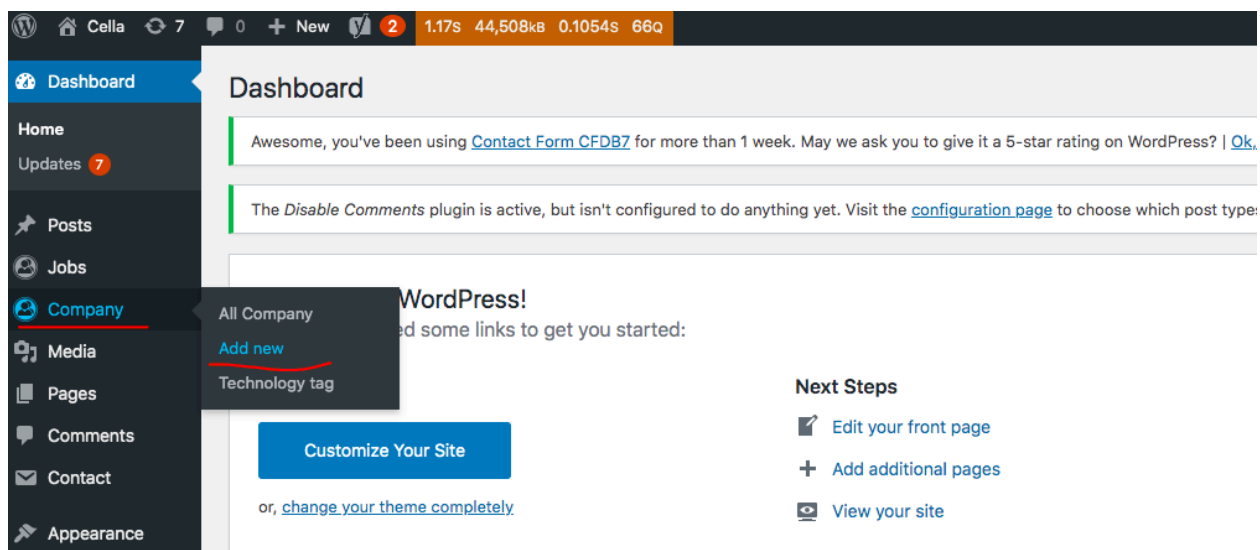 Cella 7 0 New 2 1.17s 44,508KB 0.1054s 66Q
Dashboard
Home
Updates 7
Posts
Jobs
Company
Media
Pages
Comments
Contact
Appearance
All Company
Add new
Technology tag
Dashboard
Awesome, you've been using Contact Form CFDB7 for more than 1 week. May we ask you to give it a 5-star rating on WordPress? | Ok,
The Disable Comments plugin is active, but isn't configured to do anything yet. Visit the configuration page to choose which post types
WordPress!
ed some links to get you started:
Customize Your Site
or, change your theme completely
Next Steps
Edit your front page
Add additional pages
View your site